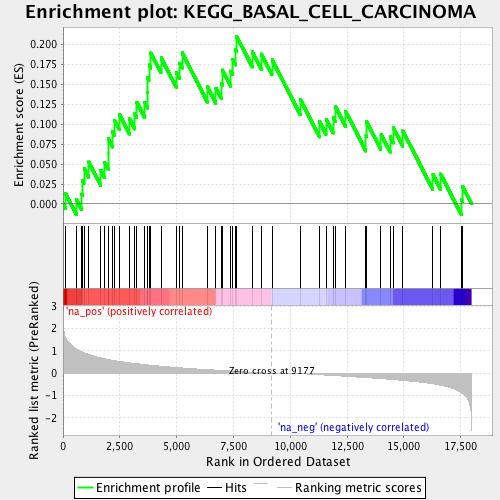 Enrichment plot: KEGG_BASAL_CELL_CARCINOMA
Enrichment score (ES)
0.200
0.175
0.150
0.125
0.100
0.075
0.050
0.025
0.000
Ranked list metric (PreRanked)
3
2
1
0
-1
-2
'na_pos' (positively correlated)
Zero cross at 9177
'na_neg' (negatively correlated)
0 2,500 5,000 7,500 10,000 12,500 15,000 17,500
Rank in Ordered Dataset
Enrichment profile Hits Ranking metric scores